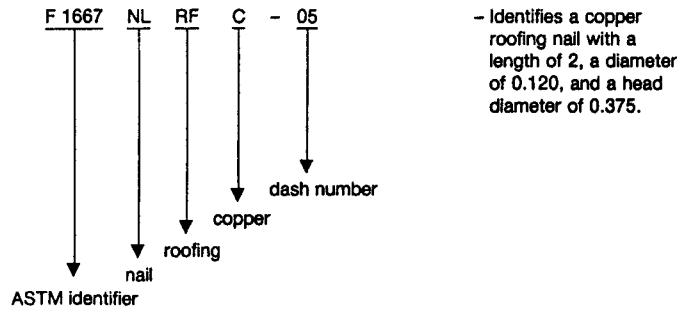 F 1667 NL RF C - 05
– Identifies a copper
roofing nail with a
length of 2, a diameter
of 0.120, and a head
diameter of 0.375.
dash number
copper
roofing
nail
ASTM identifier